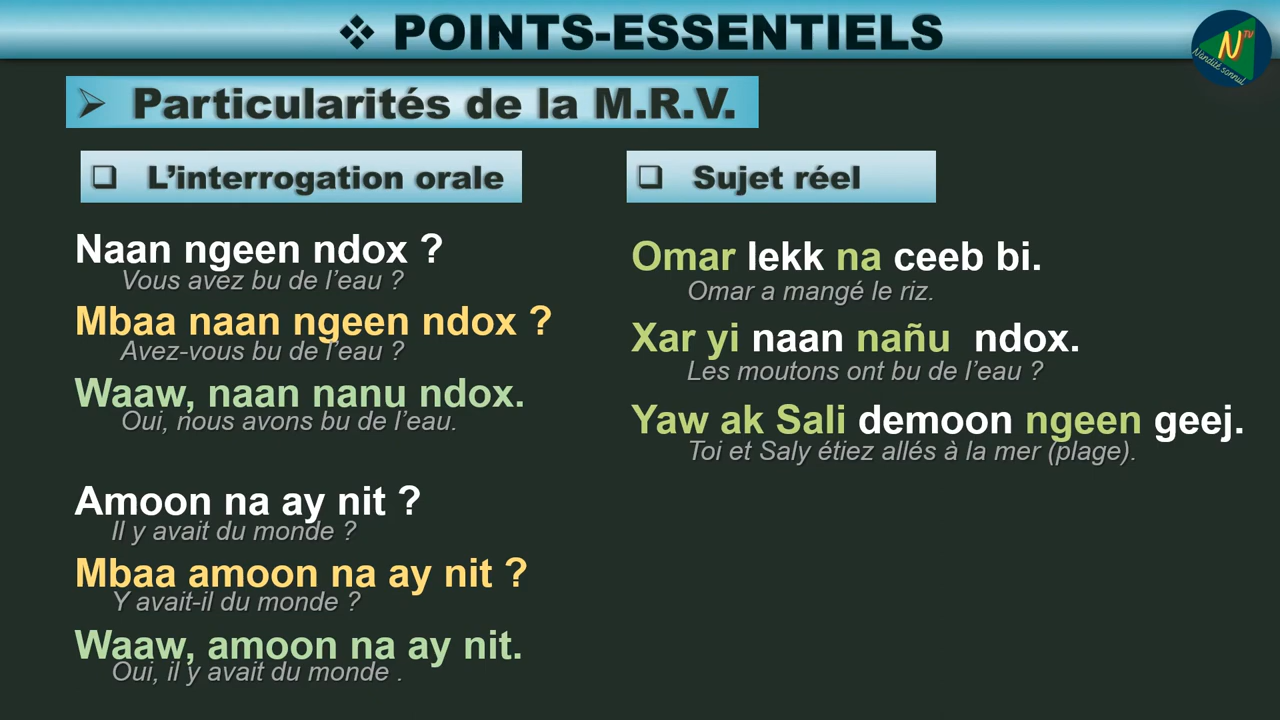 ❖ POINTS-ESSENTIELS
N TV
Nàndité sonnul
➢ Particularités de la M.R.V.
❑ L’interrogation orale
Naan ngeen ndox ?
Vous avez bu de l’eau ?
Mbaa naan ngeen ndox ?
Avez-vous bu de l’eau ?
Waaw, naan nanu ndox.
Oui, nous avons bu de l’eau.
Amoon na ay nit ?
Il y avait du monde ?
Mbaa amoon na ay nit ?
Y avait-il du monde ?
Waaw, amoon na ay nit.
Oui, il y avait du monde .
❑ Sujet réel
Omar lekk na ceeb bi.
Omar a mangé le riz.
Xar yi naan nañu ndox.
Les moutons ont bu de l’eau ?
Yaw ak Sali demoon ngeen geej.
Toi et Saly étiez allés à la mer (plage).